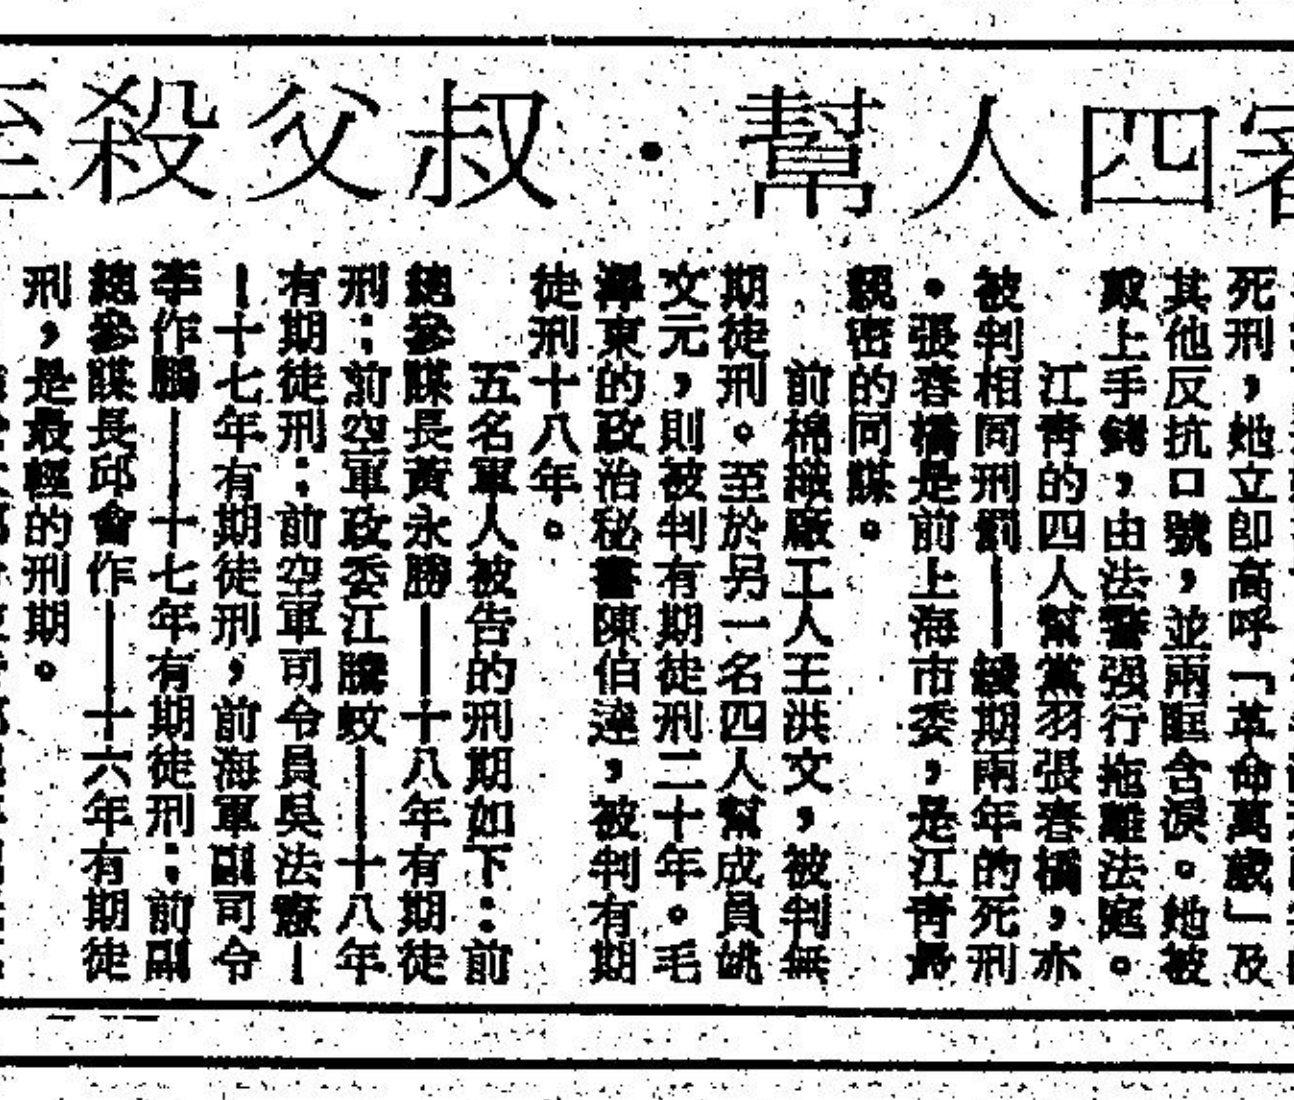 四人幫・叔父殺
死刑，她立即高呼「革命萬歲」及
其他反抗口號，並兩眶含淚。她被
戴上手銬，由法警强行拖離法庭。
江青的四人幫黨羽張春橋，亦
被判相同刑罰——緩期兩年的死刑
。張春橋是前上海市委，是江青最
親密的同謀。
前棉織廠工人王洪文，被判無
期徒刑。至於另一名四人幫成員姚
文元，則被判有期徒刑二十年。毛
澤東的政治秘書陳伯達，被判有期
徒刑十八年。
五名軍人被告的刑期如下：前
總參謀長黃永勝——十八年有期徒
刑；前空軍政委江騰蛟——十八年
有期徒刑；前空軍司令員吳法憲—
—十七年有期徒刑，前海軍副司令
李作鵬——十七年有期徒刑；前副
總參謀長邱會作——十六年有期徒
刑，是最輕的刑期。